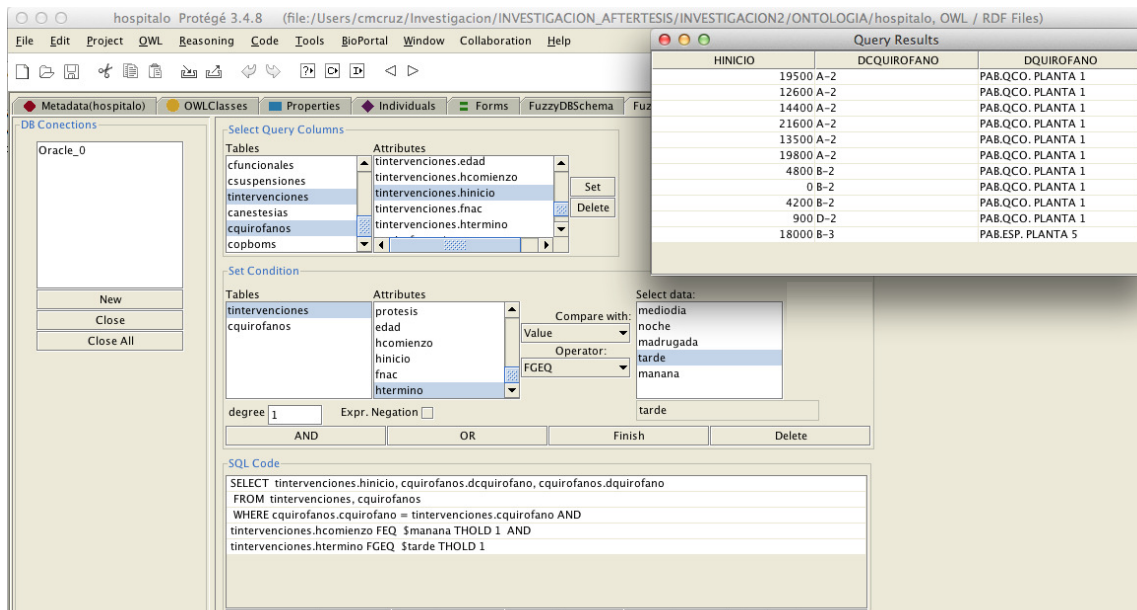 hospitalo Protégé 3.4.8 (file:/Users/cmcruz/Investigacion/INVESTIGACION_AFTERTESIS/INVESTIGACION2/ONTOLOGIA/hospitalo, OWL / RDF Files)
File Edit Project OWL Reasoning Code Tools BioPortal Window Collaboration Help
Metadata(hospitalo) OWLClasses Properties Individuals Forms FuzzyDBSchema Fuz
DB Conections
Oracle_0
New
Close
Close All
Select Query Columns
Tables Attributes
cfuncionales
csuspensiones
tintervenciones
canestesias
cquirofanos
copboms
tintervenciones.edad
tintervenciones.hcomienzo
tintervenciones.hinicio
tintervenciones.fnac
tintervenciones.htermino
Set
Delete
Set Condition
Tables Attributes Select data:
tintervenciones
cquirofanos
protesis
edad
hcomienzo
hinicio
fnac
htermino
Compare with:
Value
Operator:
FGEQ
mediodia
noche
madrugada
tarde
manana
degree 1 Expr. Negation tarde
AND OR Finish Delete
SQL Code
SELECT tintervenciones.hinicio, cquirofanos.dcquirofano, cquirofanos.dquirofano
FROM tintervenciones, cquirofanos
WHERE cquirofanos.cquirofano = tintervenciones.cquirofano AND
tintervenciones.hcomienzo FEQ $manana THOLD 1 AND
tintervenciones.htermino FGEQ $tarde THOLD 1
Query Results
HINICIO DCQUIROFANO DQUIROFANO
19500 A-2 PAB.QCO. PLANTA 1
12600 A-2 PAB.QCO. PLANTA 1
14400 A-2 PAB.QCO. PLANTA 1
21600 A-2 PAB.QCO. PLANTA 1
13500 A-2 PAB.QCO. PLANTA 1
19800 A-2 PAB.QCO. PLANTA 1
4800 B-2 PAB.QCO. PLANTA 1
0 B-2 PAB.QCO. PLANTA 1
4200 B-2 PAB.QCO. PLANTA 1
900 D-2 PAB.QCO. PLANTA 1
18000 B-3 PAB.ESP. PLANTA 5